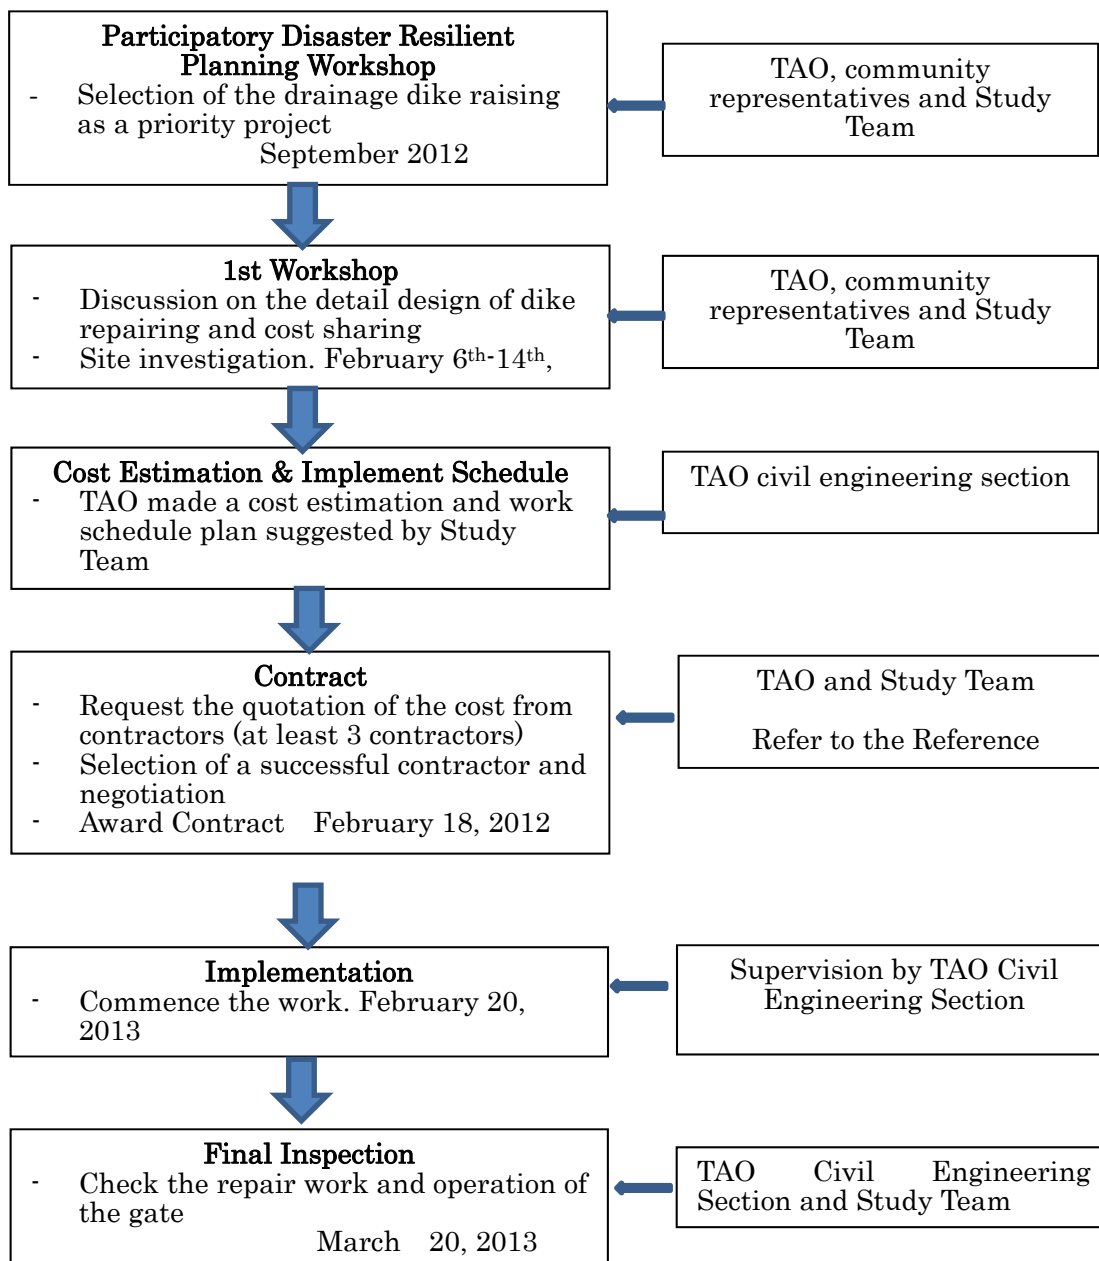 Participatory Disaster Resilient
Planning Workshop
- Selection of the drainage dike raising
as a priority project
September 2012
TAO, community
representatives and Study
Team
1st Workshop
- Discussion on the detail design of dike
repairing and cost sharing
- Site investigation. February 6th-14th,
TAO, community
representatives and Study
Team
Cost Estimation & Implement Schedule
- TAO made a cost estimation and work
schedule plan suggested by Study
Team
TAO civil engineering section
Contract
- Request the quotation of the cost from
contractors (at least 3 contractors)
- Selection of a successful contractor and
negotiation
- Award Contract February 18, 2012
TAO and Study Team
Refer to the Reference
Implementation
- Commence the work. February 20,
2013
Supervision by TAO Civil
Engineering Section
Final Inspection
- Check the repair work and operation of
the gate
March 20, 2013
TAO Civil Engineering
Section and Study Team